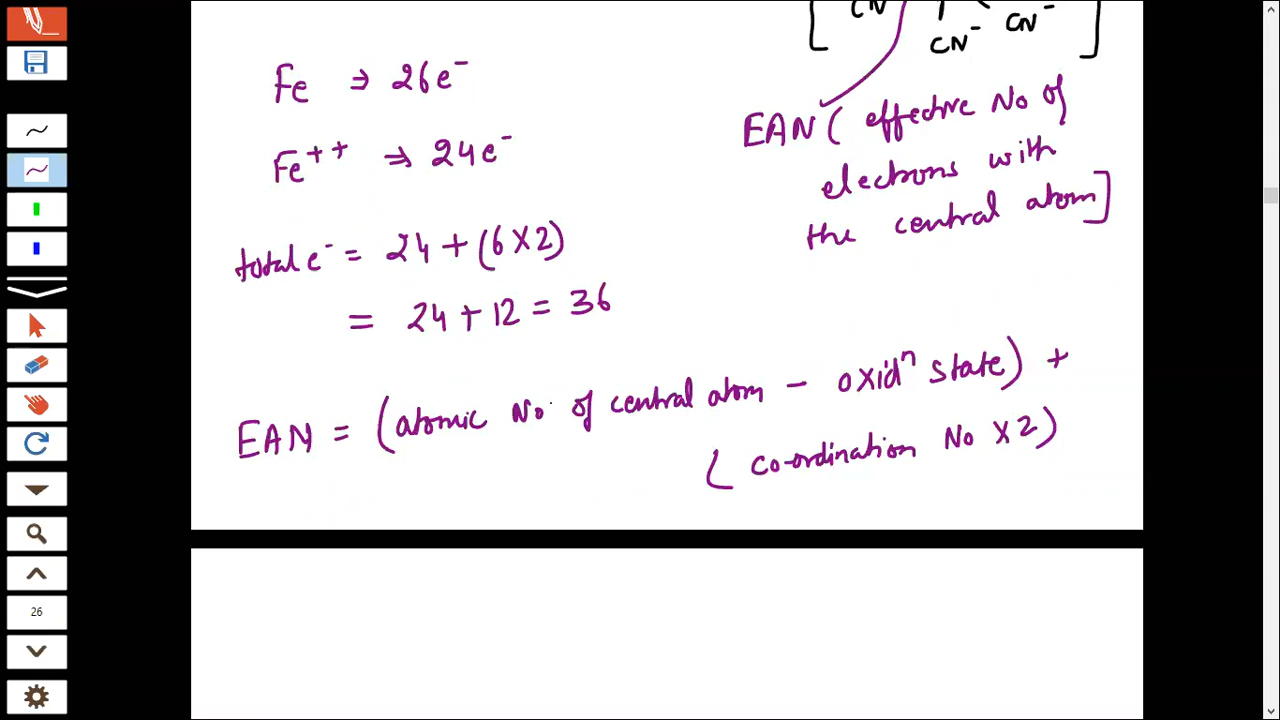 CN CN⁻
CN⁻
Fe ⇒ 26e⁻
Fe⁺⁺ ⇒ 24e⁻
EAN ( effective No of
electrons with
the central atom]
total e⁻ = 24 + (6 X 2)
= 24 + 12 = 36
EAN = (atomic No of central atom - oxidⁿ state) +
( co-ordination No X 2)
26